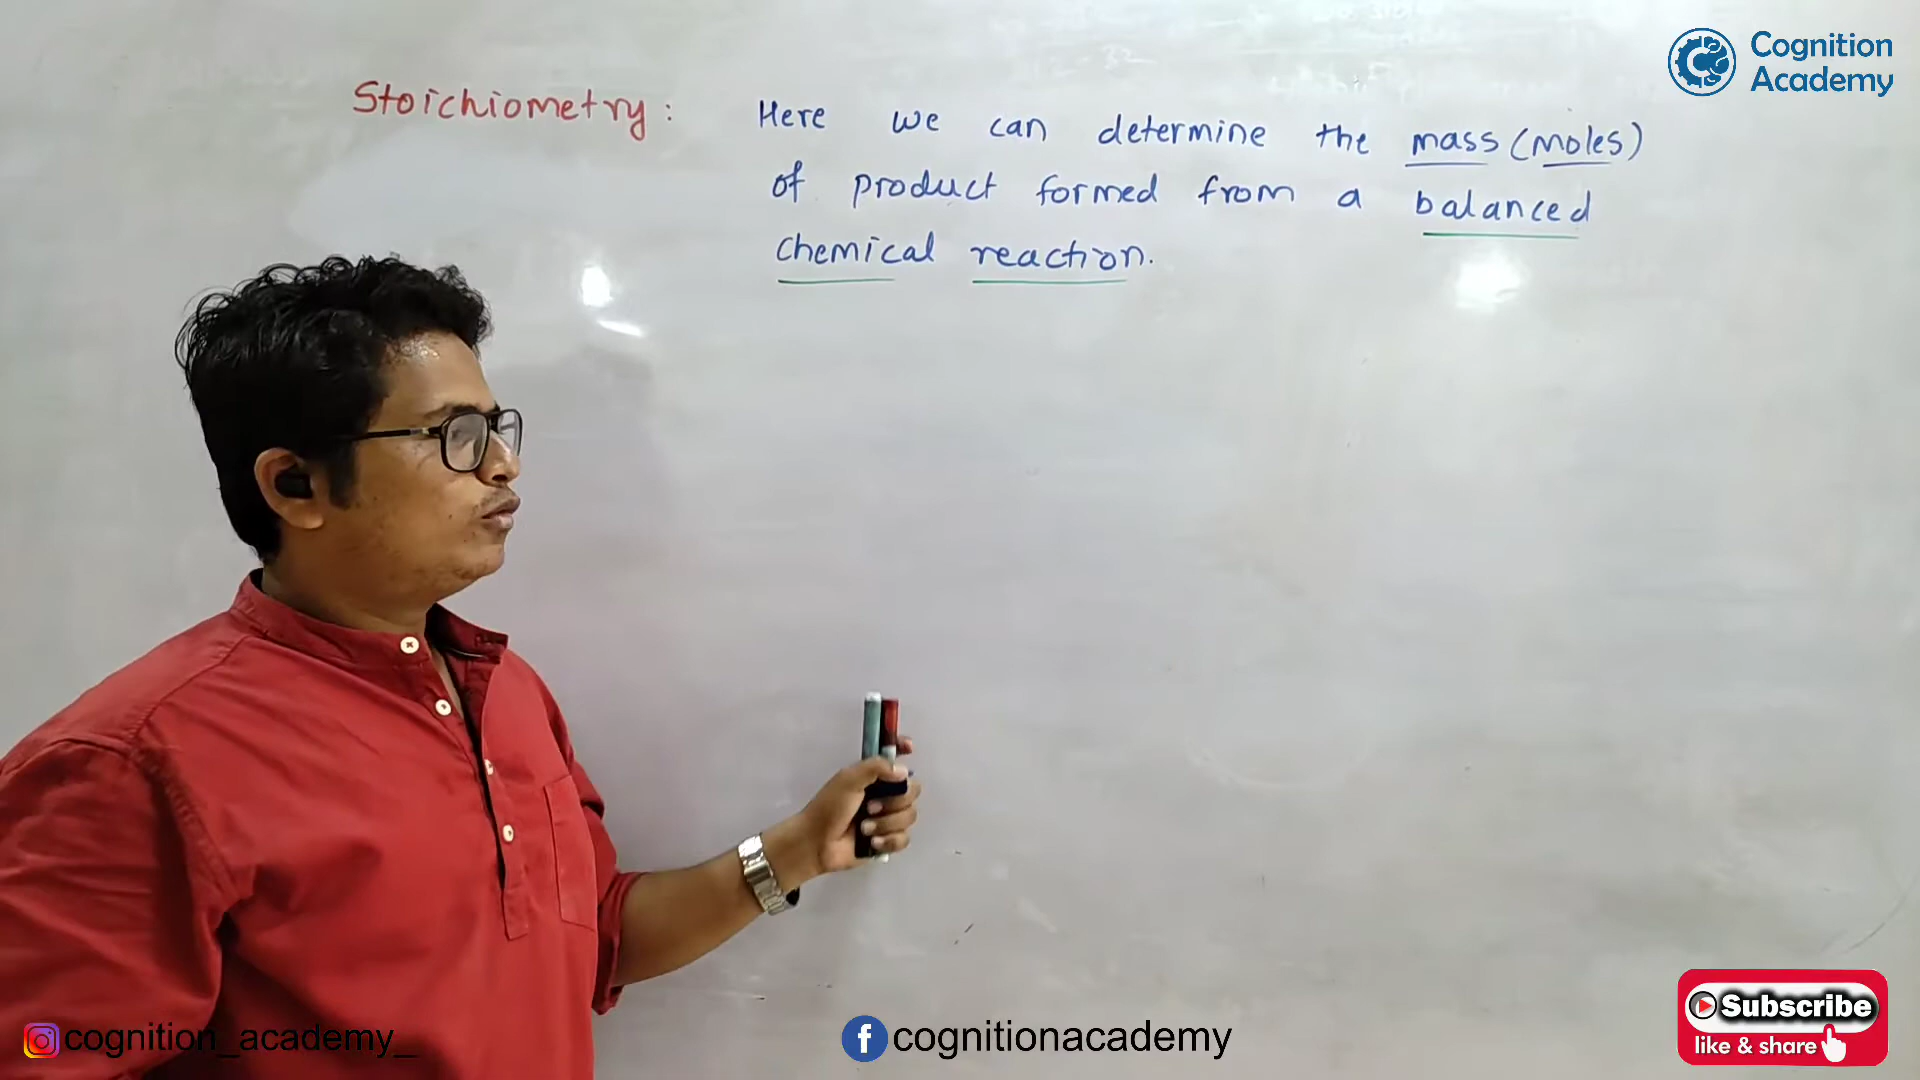 Cognition
Academy
Stoichiometry : Here we can determine the mass (moles)
of product formed from a balanced
chemical reaction.
Subscribe
like & share
cognition_academy_
cognitionacademy